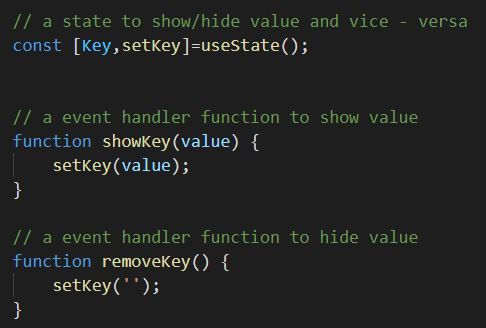 // a state to show/hide value and vice - versa
const [Key,setKey]=useState();
// a event handler function to show value
function showKey(value) {
    setKey(value);
}
// a event handler function to hide value
function removeKey() {
    setKey('');
}